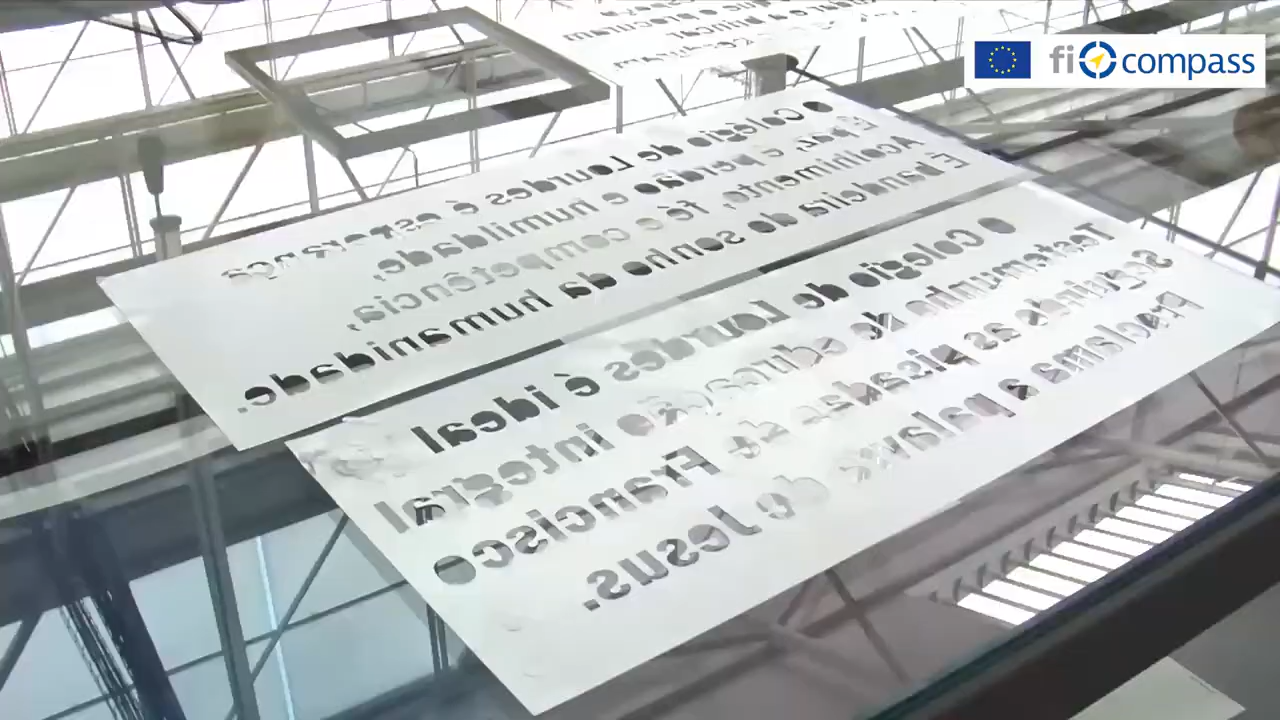 fi compass
O Colégio de Lourdes é esperança
É paz, é perdão e humildade,
Acolhimento, fé e competência,
É bandeira do sonho da humanidade.
O Colégio de Lourdes é ideal
Testemunho de educação integral
Seguindo as pisadas de Francisco
Proclama a palavra de Jesus.